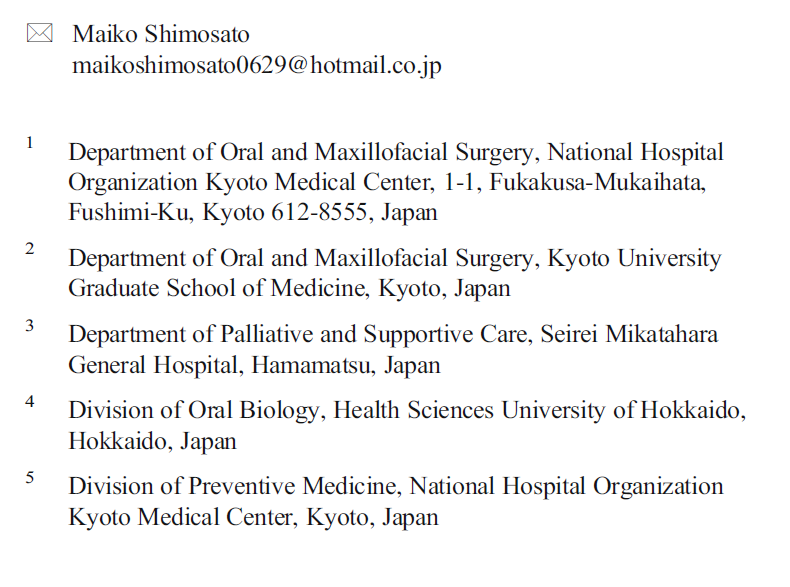 Maiko Shimosato
maikoshimosato0629@hotmail.co.jp
1 Department of Oral and Maxillofacial Surgery, National Hospital
Organization Kyoto Medical Center, 1-1, Fukakusa-Mukaihata,
Fushimi-Ku, Kyoto 612-8555, Japan
2 Department of Oral and Maxillofacial Surgery, Kyoto University
Graduate School of Medicine, Kyoto, Japan
3 Department of Palliative and Supportive Care, Seirei Mikatahara
General Hospital, Hamamatsu, Japan
4 Division of Oral Biology, Health Sciences University of Hokkaido,
Hokkaido, Japan
5 Division of Preventive Medicine, National Hospital Organization
Kyoto Medical Center, Kyoto, Japan